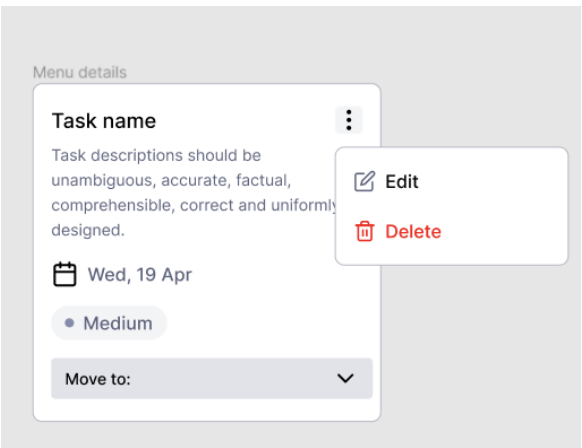 Menu details
Task name
Task descriptions should be
unambiguous, accurate, factual,
comprehensible, correct and uniformly
designed.
Edit
Delete
Wed, 19 Apr
Medium
Move to: